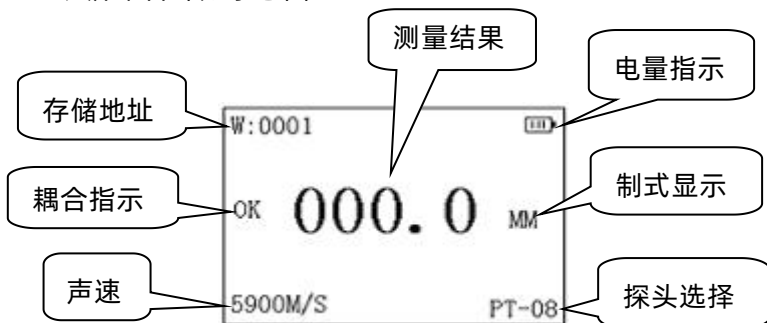 测量结果
电量指示
存储地址
W:0001
耦合指示
OK
000.0
MM
制式显示
声速
5900M/S
PT-08
探头选择